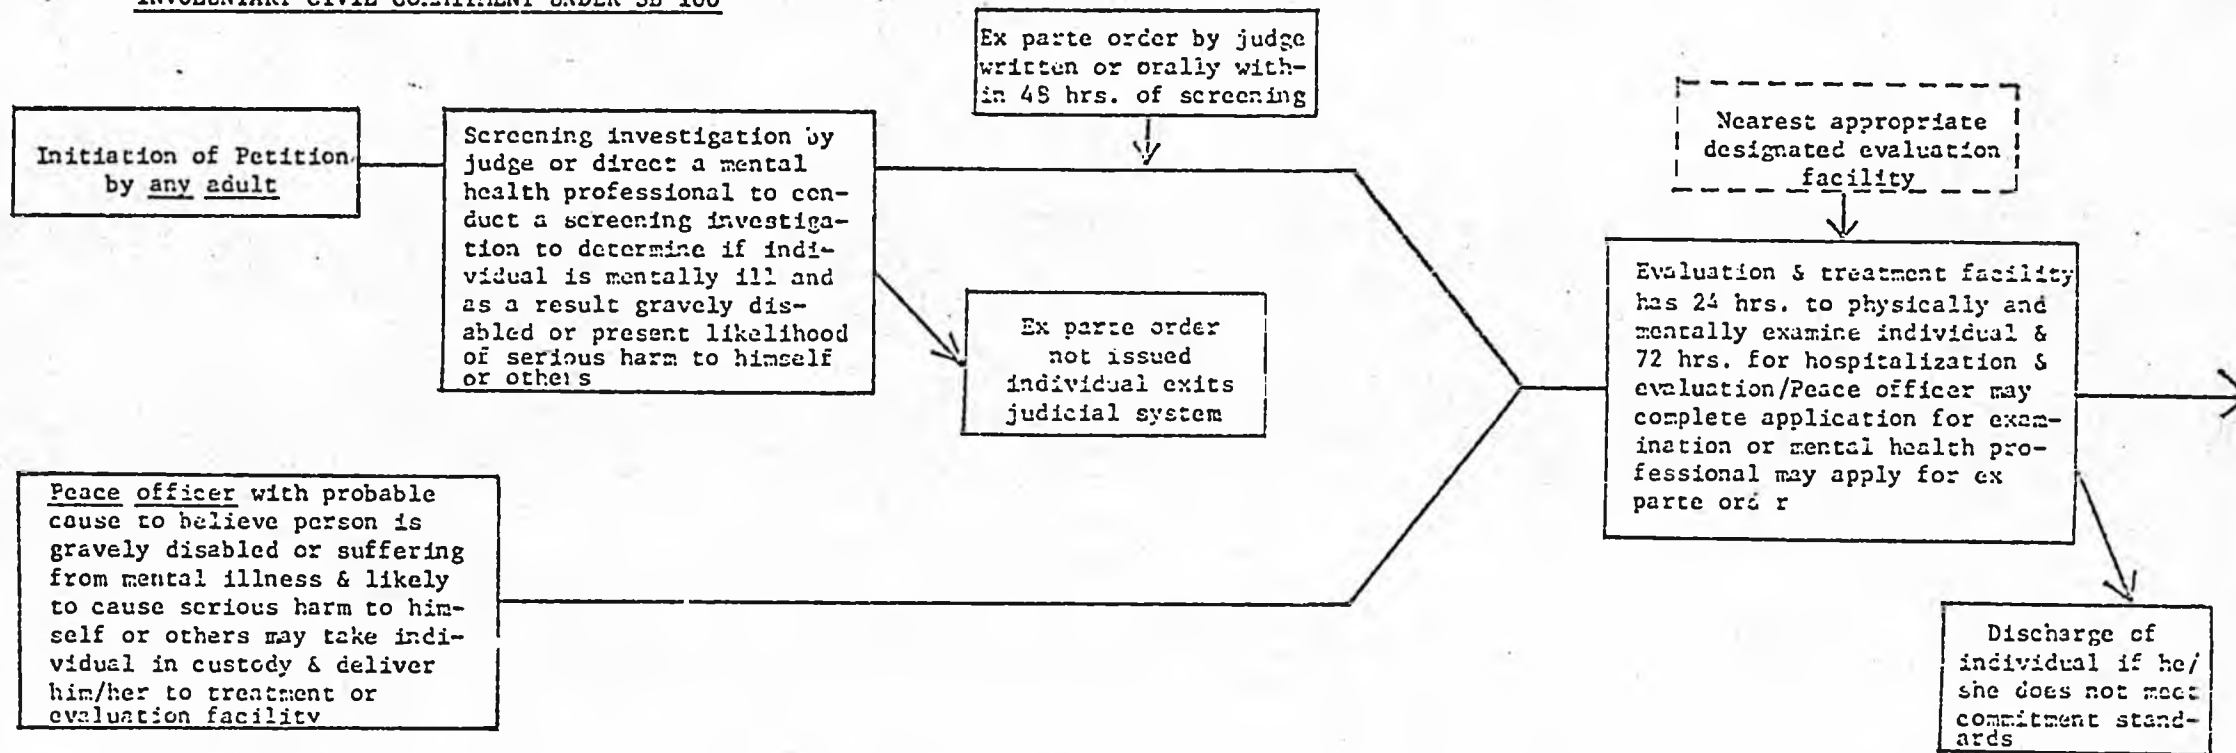 INVOLUNTARY CIVIL COMMITMENT UNDER SB
Initiation of Petition
by any adult
Screening investigation by
judge or direct a mental
health professional to con-
duct a screening investiga-
tion to determine if indi-
vidual is mentally ill and
as a result gravely dis-
abled or present likelihood
of serious harm to himself
or others
Ex parte order by judge
written or orally with-
in 48 hrs. of screening
Ex parte order
not issued
individual exits
judicial system
Peace officer with probable
cause to believe person is
gravely disabled or suffering
from mental illness & likely
to cause serious harm to him-
self or others may take indi-
vidual in custody & deliver
him/her to treatment or
evaluation facility
Nearest appropriate
designated evaluation
facility
Evaluation & treatment facility
has 24 hrs. to physically and
mentally examine individual &
72 hrs. for hospitalization &
evaluation/Peace officer may
complete application for exam-
ination or mental health pro-
fessional may apply for ex
parte ord r
Discharge of
individual if he/
she does not meet
commitment stand-
ards